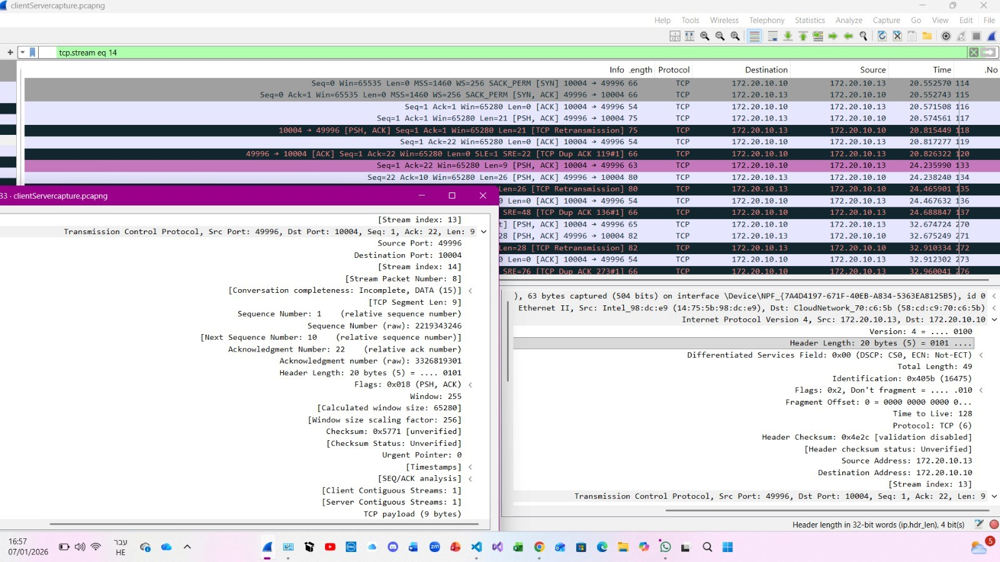 clientServercapture.pcapng
Help Tools Wireless Telephony Statistics Analyze Capture Go View Edit File
tcp.stream eq 14
Info ength Protocol Destination Source Time .No
Seq=0 Win=65535 Len=0 MSS=1460 WS=256 SACK_PERM [SYN] 10004 → 49996 66 TCP 172.20.10.10 172.20.10.13 20.552570 114
Seq=0 Ack=1 Win=65535 Len=0 MSS=1460 WS=256 SACK_PERM [SYN, ACK] 49996 → 10004 66 TCP 172.20.10.13 172.20.10.10 20.552743 115
Seq=1 Ack=1 Win=65280 Len=0 [ACK] 10004 → 49996 54 TCP 172.20.10.10 172.20.10.13 20.571508 116
Seq=1 Ack=1 Win=65280 Len=21 [PSH, ACK] 49996 → 10004 75 TCP 172.20.10.13 172.20.10.10 20.574561 117
10004 → 49996 [PSH, ACK] Seq=1 Ack=1 Win=65280 Len=21 [TCP Retransmission] 75 TCP 172.20.10.13 172.20.10.10 20.815449 118
Seq=1 Ack=22 Win=65280 Len=0 [ACK] 10004 → 49996 54 TCP 172.20.10.10 172.20.10.13 20.817277 119
49996 → 10004 [ACK] Seq=1 Ack=22 Win=65280 Len=0 SLE=1 SRE=22 [TCP Dup ACK 119#1] 66 TCP 172.20.10.10 172.20.10.13 20.826322 120
Seq=1 Ack=22 Win=65280 Len=9 [PSH, ACK] 10004 → 49996 63 TCP 172.20.10.10 172.20.10.13 24.235990 133
Seq=22 Ack=10 Win=65280 Len=26 [PSH, ACK] 49996 → 10004 80 TCP 172.20.10.13 172.20.10.10 24.238240 134
Len=26 [TCP Retransmission] 80 TCP 172.20.10.13 172.20.10.10 24.465901 135
0 Len=0 [ACK] 10004 → 49996 54 TCP 172.20.10.10 172.20.10.13 24.467632 136
SRE=48 [TCP Dup ACK 136#1] 66 TCP 172.20.10.10 172.20.10.13 24.688847 137
t] [PSH, ACK] 10004 → 49996 65 TCP 172.20.10.10 172.20.10.13 32.674724 270
28 [PSH, ACK] 49996 → 10004 82 TCP 172.20.10.13 172.20.10.10 32.675249 271
Len=28 [TCP Retransmission] 82 TCP 172.20.10.13 172.20.10.10 32.910334 272
0 Len=0 [ACK] 10004 → 49996 54 TCP 172.20.10.10 172.20.10.13 32.912302 273
SRE=76 [TCP Dup ACK 273#1] 66 TCP 172.20.10.10 172.20.10.13 32.960041 276
33 · clientServercapture.pcapng
[Stream index: 13]
Transmission Control Protocol, Src Port: 49996, Dst Port: 10004, Seq: 1, Ack: 22, Len: 9
Source Port: 49996
Destination Port: 10004
[Stream index: 14]
[Stream Packet Number: 8]
[Conversation completeness: Incomplete, DATA (15)]
[TCP Segment Len: 9]
Sequence Number: 1 (relative sequence number)
Sequence Number (raw): 2219343246
[Next Sequence Number: 10 (relative sequence number)]
Acknowledgment Number: 22 (relative ack number)
Acknowledgment number (raw): 3326819301
Header Length: 20 bytes (5) = .... 0101
Flags: 0x018 (PSH, ACK)
Window: 255
[Calculated window size: 65280]
[Window size scaling factor: 256]
Checksum: 0x5771 [unverified]
[Checksum Status: Unverified]
Urgent Pointer: 0
[Timestamps]
[SEQ/ACK analysis]
[Client Contiguous Streams: 1]
[Server Contiguous Streams: 1]
TCP payload (9 bytes)
), 63 bytes captured (504 bits) on interface \Device\NPF_{7A4D4197-671F-40EB-A834-5363EA8125B5}, id 0
Ethernet II, Src: Intel_98:dc:e9 (14:75:5b:98:dc:e9), Dst: CloudNetwork_70:c6:5b (58:cd:c9:70:c6:5b)
Internet Protocol Version 4, Src: 172.20.10.13, Dst: 172.20.10.10
Version: 4 = .... 0100
Header Length: 20 bytes (5) = 0101 ....
Differentiated Services Field: 0x00 (DSCP: CS0, ECN: Not-ECT)
Total Length: 49
Identification: 0x405b (16475)
Flags: 0x2, Don't fragment = .... .010
Fragment Offset: 0 = 0000 0000 0000 0...
Time to Live: 128
Protocol: TCP (6)
Header Checksum: 0x4e2c [validation disabled]
[Header checksum status: Unverified]
Source Address: 172.20.10.13
Destination Address: 172.20.10.10
[Stream index: 13]
Transmission Control Protocol, Src Port: 49996, Dst Port: 10004, Seq: 1, Ack: 22, Len: 9
Header length in 32-bit words (ip.hdr_len), 4 bit(s)
16:57
07/01/2026
עבר
HE
DELL
zm
5